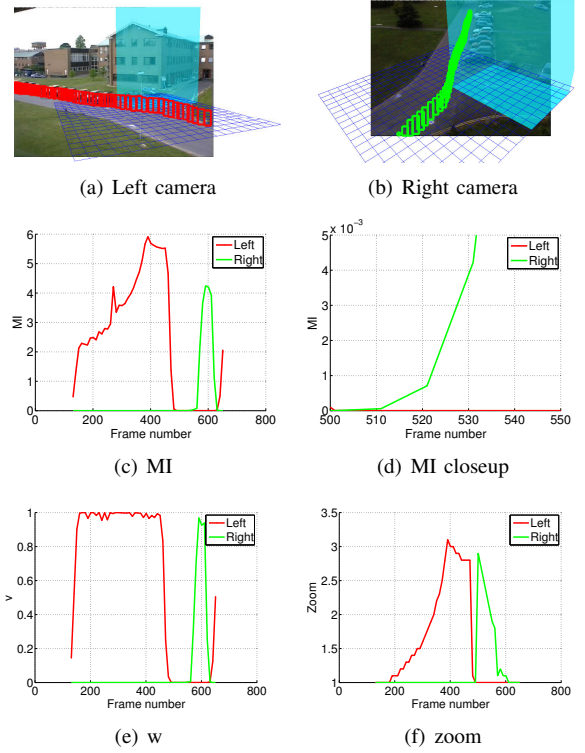 (a) Left camera
(b) Right camera
MI
6
5
4
3
2
1
0
0
200
400
600
800
Frame number
Left
Right
(c) MI
x 10^-3
MI
5
4
3
2
1
0
500
510
520
530
540
550
Frame number
Left
Right
(d) MI closeup
v
1
0.8
0.6
0.4
0.2
0
0
200
400
600
800
Frame number
Left
Right
(e) w
Zoom
3.5
3
2.5
2
1.5
1
0
200
400
600
800
Frame number
Left
Right
(f) zoom